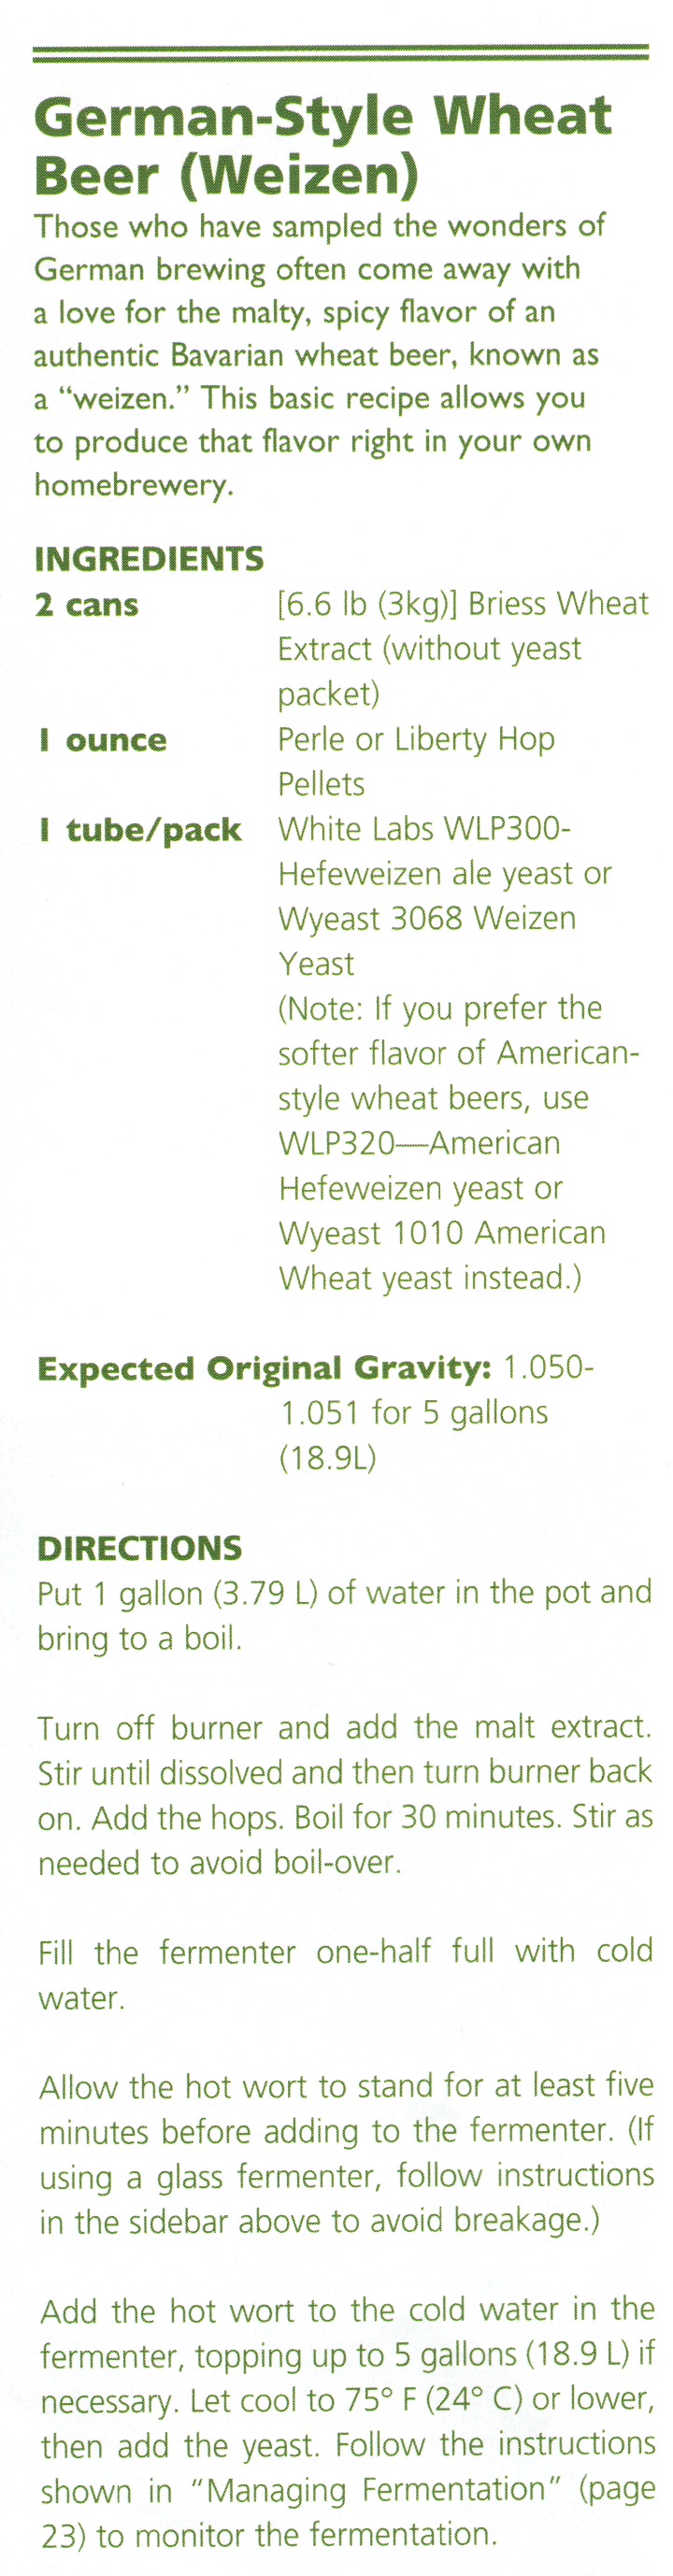 German-Style Wheat
Beer (Weizen)
Those who have sampled the wonders of
German brewing often come away with
a love for the malty, spicy flavor of an
authentic Bavarian wheat beer, known as
a “weizen.” This basic recipe allows you
to produce that flavor right in your own
homebrewery.
INGREDIENTS
2 cans [6.6 lb (3kg)] Briess Wheat
Extract (without yeast
packet)
1 ounce Perle or Liberty Hop
Pellets
1 tube/pack White Labs WLP300-
Hefeweizen ale yeast or
Wyeast 3068 Weizen
Yeast
(Note: If you prefer the
softer flavor of American-
style wheat beers, use
WLP320—American
Hefeweizen yeast or
Wyeast 1010 American
Wheat yeast instead.)
Expected Original Gravity: 1.050-
1.051 for 5 gallons
(18.9L)
DIRECTIONS
Put 1 gallon (3.79 L) of water in the pot and
bring to a boil.
Turn off burner and add the malt extract.
Stir until dissolved and then turn burner back
on. Add the hops. Boil for 30 minutes. Stir as
needed to avoid boil-over.
Fill the fermenter one-half full with cold
water.
Allow the hot wort to stand for at least five
minutes before adding to the fermenter. (If
using a glass fermenter, follow instructions
in the sidebar above to avoid breakage.)
Add the hot wort to the cold water in the
fermenter, topping up to 5 gallons (18.9 L) if
necessary. Let cool to 75° F (24° C) or lower,
then add the yeast. Follow the instructions
shown in “Managing Fermentation” (page
23) to monitor the fermentation.